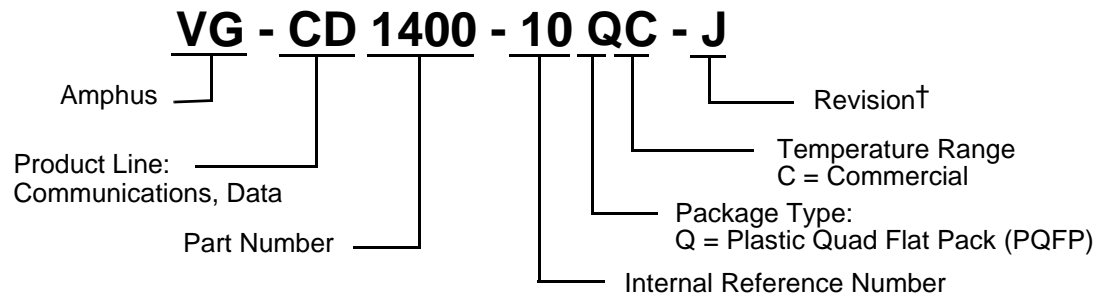 VG - CD 1400 - 10 QC - J
Amphus
Revision†
Product Line:
Communications, Data
Temperature Range
C = Commercial
Part Number
Package Type:
Q = Plastic Quad Flat Pack (PQFP)
Internal Reference Number